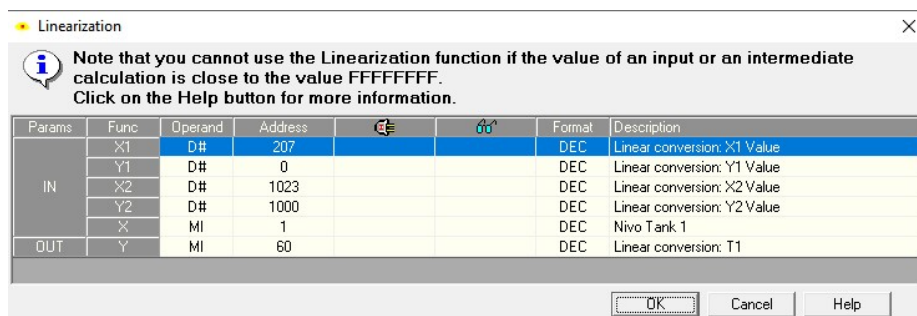 Linearization
Note that you cannot use the Linearization function if the value of an input or an intermediate
calculation is close to the value FFFFFFFF.
Click on the Help button for more information.
Params Func Operand Address Format Description
X1 D# 207 DEC Linear conversion: X1 Value
Y1 D# 0 DEC Linear conversion: Y1 Value
IN X2 D# 1023 DEC Linear conversion: X2 Value
Y2 D# 1000 DEC Linear conversion: Y2 Value
X MI 1 DEC Nivo Tank 1
OUT Y MI 60 DEC Linear conversion: T1
OK Cancel Help